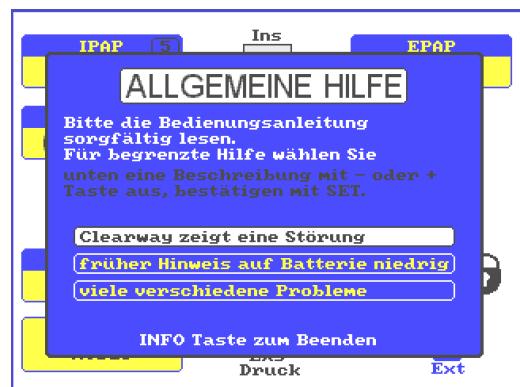 Ins
IPAP 5
EPAP
ALLGEMEINE HILFE
Bitte die Bedienungsanleitung
sorgfältig lesen.
Für begrenzte Hilfe wählen Sie
unten eine Beschreibung mit - oder +
Taste aus, bestätigen mit SET.
Clearway zeigt eine Störung
früher Hinweis auf Batterie niedrig
viele verschiedene Probleme
INFO Taste zum Beenden
Druck
Ext